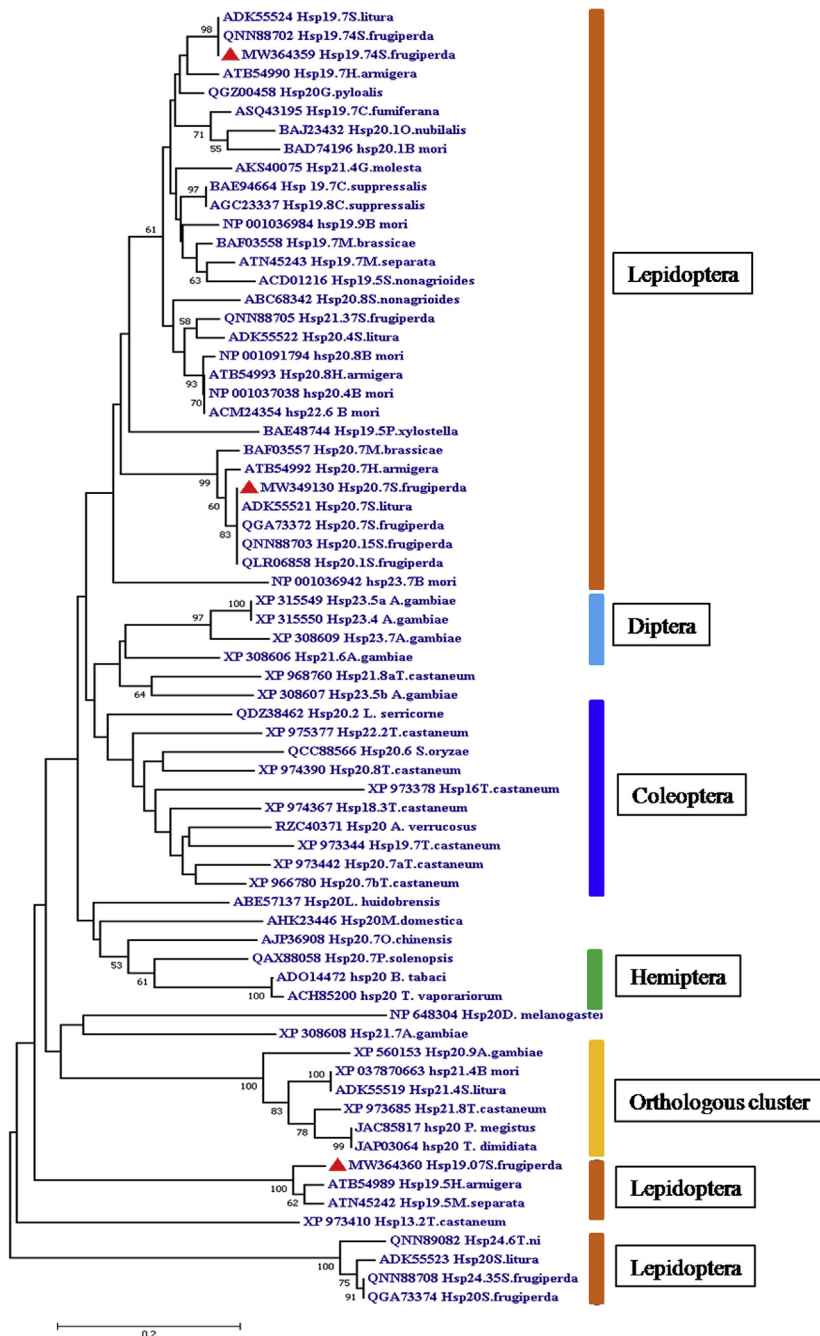 ADK55524 Hsp19.7S.litura
98
QNN88702 Hsp19.74S.frugiperda
MW364359 Hsp19.74S.frugiperda
ATB54990 Hsp19.7H.armigera
QGZ00458 Hsp20G.pyloalis
ASQ43195 Hsp19.7C.fumiferana
71
BAJ23432 Hsp20.1O.nubilalis
55
BAD74196 hsp20.1B mori
AKS40075 Hsp21.4G.molesta
97
BAE94664 Hsp 19.7C.suppressalis
AGC23337 Hsp19.8C.suppressalis
NP 001036984 hsp19.9B mori
61
BAF03558 Hsp19.7M.brassicae
ATN45243 Hsp19.7M.separata
63
ACD01216 Hsp19.5S.nonagrioides
Lepidoptera
ABC68342 Hsp20.8S.nonagrioides
58
QNN88705 Hsp21.37S.frugiperda
ADK55522 Hsp20.4S.litura
NP 001091794 hsp20.8B mori
93
ATB54993 Hsp20.8H.armigera
NP 001037038 hsp20.4B mori
70
ACM24354 hsp22.6 B mori
BAE48744 Hsp19.5P.xylostella
BAF03557 Hsp20.7M.brassicae
ATB54992 Hsp20.7H.armigera
99
MW349130 Hsp20.7S.frugiperda
60
ADK55521 Hsp20.7S.litura
QGA73372 Hsp20.7S.frugiperda
83
QNN88703 Hsp20.15S.frugiperda
QLR06858 Hsp20.1S.frugiperda
NP 001036942 hsp23.7B mori
100
XP 315549 Hsp23.5a A.gambiae
97
XP 315550 Hsp23.4 A.gambiae
XP 308609 Hsp23.7A.gambiae
Diptera
XP 308606 Hsp21.6A.gambiae
XP 968760 Hsp21.8aT.castaneum
64
XP 308607 Hsp23.5b A.gambiae
QDZ38462 Hsp20.2 L. serricorne
XP 975377 Hsp22.2T.castaneum
QCC88566 Hsp20.6 S.oryzae
XP 974390 Hsp20.8T.castaneum
XP 973378 Hsp16T.castaneum
Coleoptera
XP 974367 Hsp18.3T.castaneum
RZC40371 Hsp20 A. verrucosus
XP 973344 Hsp19.7T.castaneum
XP 973442 Hsp20.7aT.castaneum
XP 966780 Hsp20.7bT.castaneum
ABE57137 Hsp20L. huidobrensis
AHK23446 Hsp20M.domestica
AJP36908 Hsp20.7O.chinensis
53
QAX88058 Hsp20.7P.solenopsis
61
ADO14472 hsp20 B. tabaci
Hemiptera
100
ACH85200 hsp20 T. vaporariorum
NP 648304 Hsp20D. melanogaste
XP 308608 Hsp21.7A.gambiae
XP 560153 Hsp20.9A.gambiae
100
XP 037870663 hsp21.4B mori
ADK55519 Hsp21.4S.litura
83
XP 973685 Hsp21.8T.castaneum
Orthologous cluster
78
JAC85817 hsp20 P. megistus
99
JAP03064 hsp20 T. dimidiata
MW364360 Hsp19.07S.frugiperda
100
ATB54989 Hsp19.5H.armigera
Lepidoptera
62
ATN45242 Hsp19.5M.separata
XP 973410 Hsp13.2T.castaneum
QNN89082 Hsp24.6T.ni
100
ADK55523 Hsp20S.litura
Lepidoptera
75
QNN88708 Hsp24.35S.frugiperda
91
QGA73374 Hsp20S.frugiperda
0.2